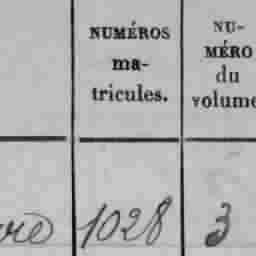 NUMÉROS
ma-
tricules.
NU-
MÉRO
du
volume
1028 3